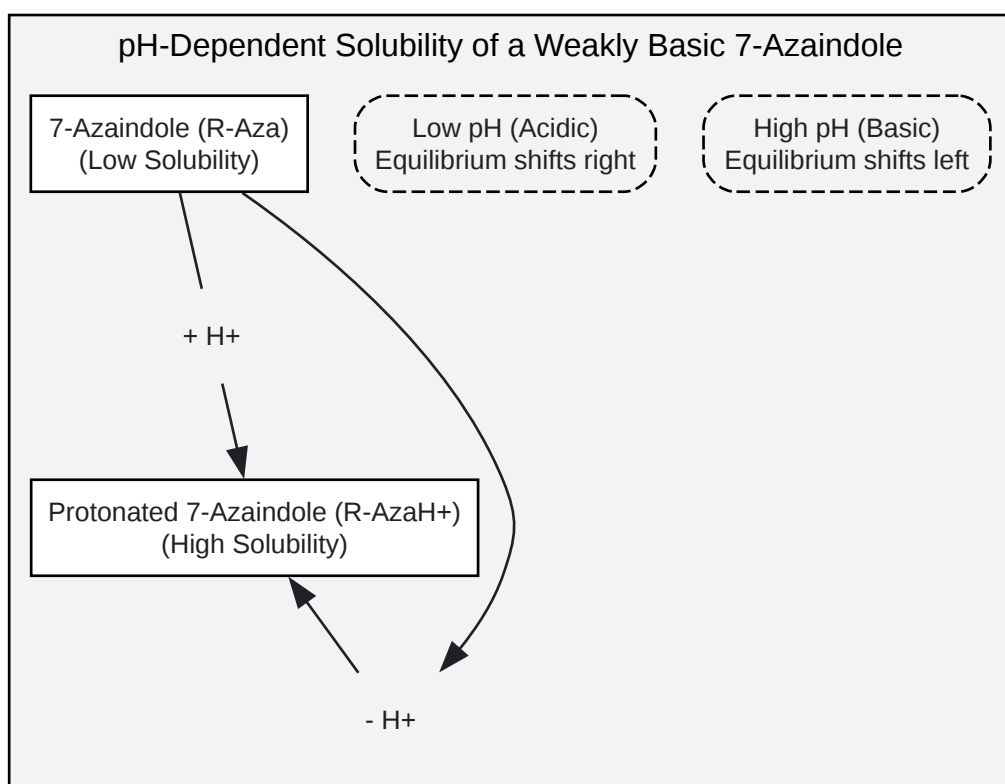 pH-Dependent Solubility of a Weakly Basic 7-Azaindole
7-Azaindole (R-Aza)
(Low Solubility)
Low pH (Acidic)
Equilibrium shifts right
High pH (Basic)
Equilibrium shifts left
+ H+
Protonated 7-Azaindole (R-AzaH+)
(High Solubility)
- H+